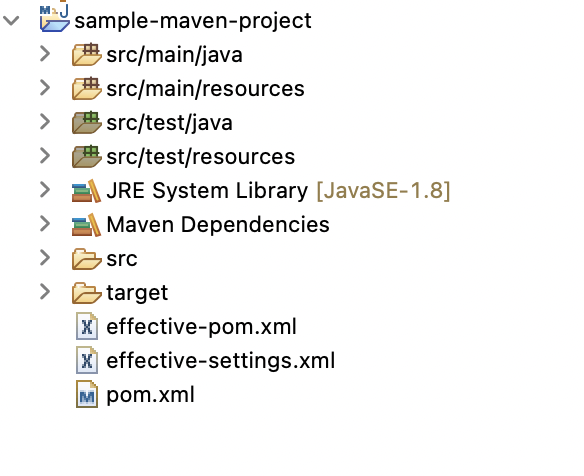 sample-maven-project
src/main/java
src/main/resources
src/test/java
src/test/resources
JRE System Library [JavaSE-1.8]
Maven Dependencies
src
target
effective-pom.xml
effective-settings.xml
pom.xml